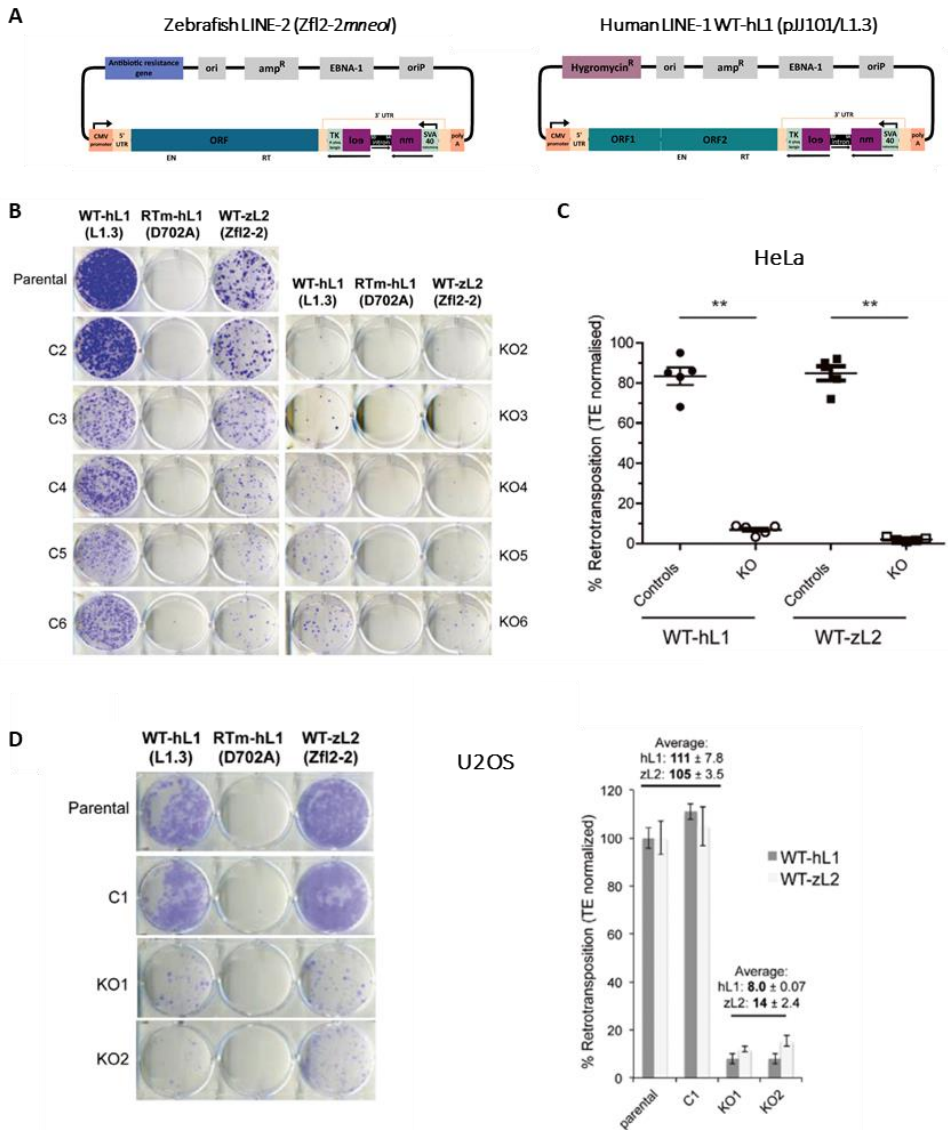 A
Zebrafish LINE-2 (Zfl2-2mneoI)
Human LINE-1 WT-hL1 (pJJ101/L1.3)
Antibiotic resistance gene
ori
ampR
EBNA-1
oriP
HygromycinR
ori
ampR
EBNA-1
oriP
3' UTR
3' UTR
CMV promoter
5' UTR
ORF
TK
intron
SV40
poly A
EN
RT
CMV promoter
5' UTR
ORF1
ORF2
TK
intron
SV40
poly A
EN
RT
B
WT-hL1 (L1.3)
RTm-hL1 (D702A)
WT-zL2 (Zfl2-2)
WT-hL1 (L1.3)
RTm-hL1 (D702A)
WT-zL2 (Zfl2-2)
Parental
C2
KO2
C3
KO3
C4
KO4
C5
KO5
C6
KO6
C
HeLa
**
**
% Retrotransposition (TE normalised)
100
80
60
40
20
0
Controls
KO
Controls
KO
WT-hL1
WT-zL2
D
WT-hL1 (L1.3)
RTm-hL1 (D702A)
WT-zL2 (Zfl2-2)
Parental
C1
KO1
KO2
U2OS
Average:
hL1: 111 ± 7.8
zL2: 105 ± 3.5
% Retrotransposition (TE normalized)
120
100
80
60
40
20
0
WT-hL1
WT-zL2
Average:
hL1: 8.0 ± 0.07
zL2: 14 ± 2.4
parental
C1
KO1
KO2